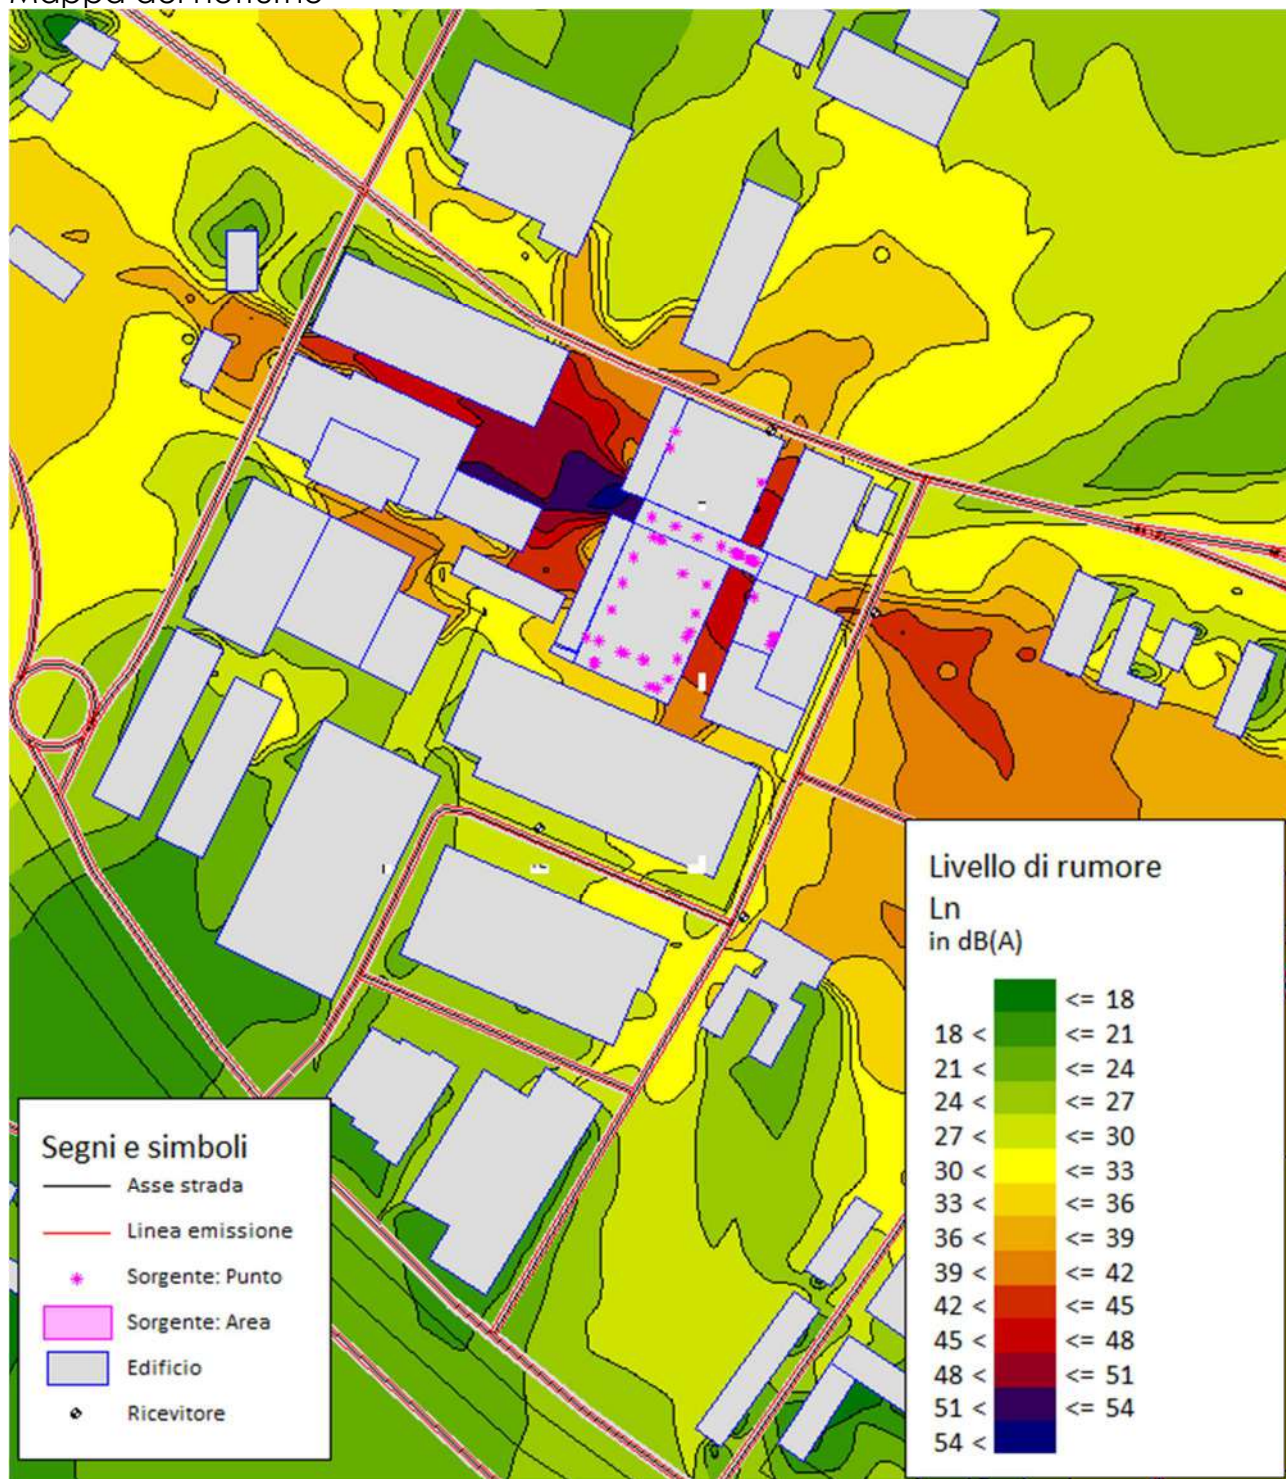 Mappa del notturno
Livello di rumore
Ln
in dB(A)
<= 18
18 < <= 21
21 < <= 24
24 < <= 27
27 < <= 30
30 < <= 33
33 < <= 36
36 < <= 39
39 < <= 42
42 < <= 45
45 < <= 48
48 < <= 51
51 < <= 54
54 <
Segni e simboli
Asse strada
Linea emissione
Sorgente: Punto
Sorgente: Area
Edificio
Ricevitore